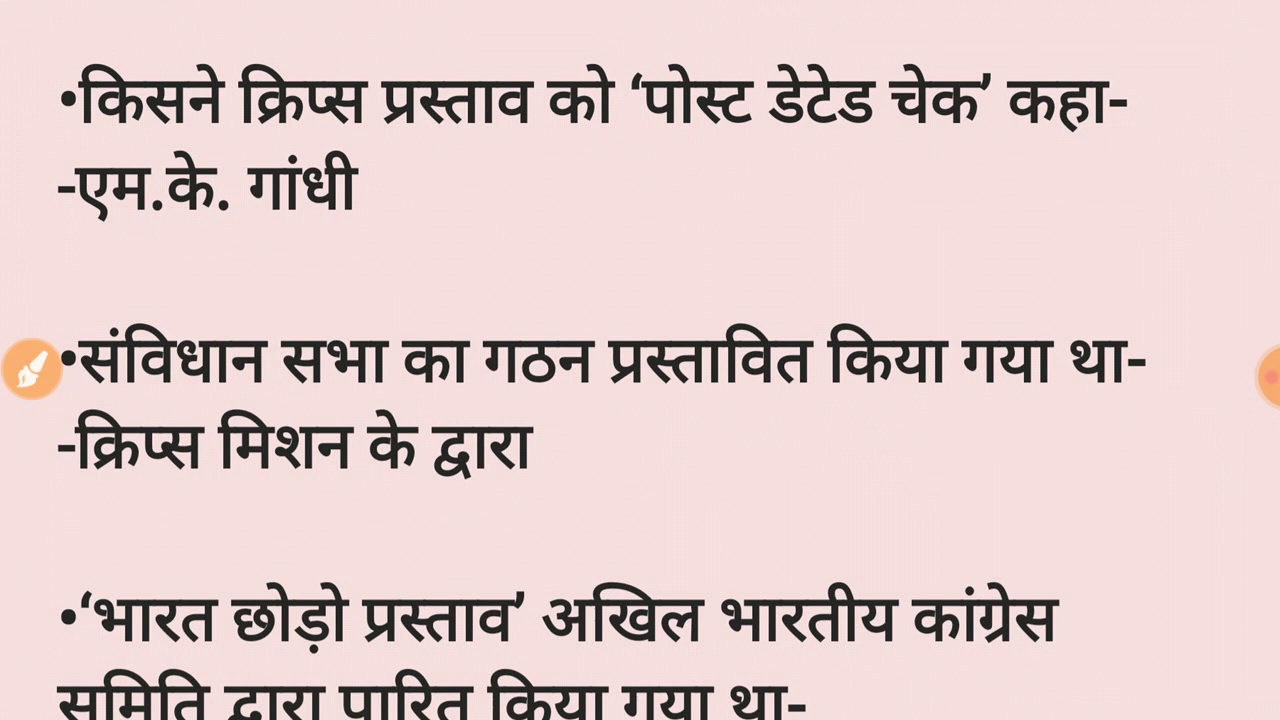 •किसने क्रिप्स प्रस्ताव को ‘पोस्ट डेटेड चेक’ कहा-
-एम.के. गांधी
•संविधान सभा का गठन प्रस्तावित किया गया था-
-क्रिप्स मिशन के द्वारा
•‘भारत छोड़ो प्रस्ताव’ अखिल भारतीय कांग्रेस
समिति द्वारा पारित किया गया था-